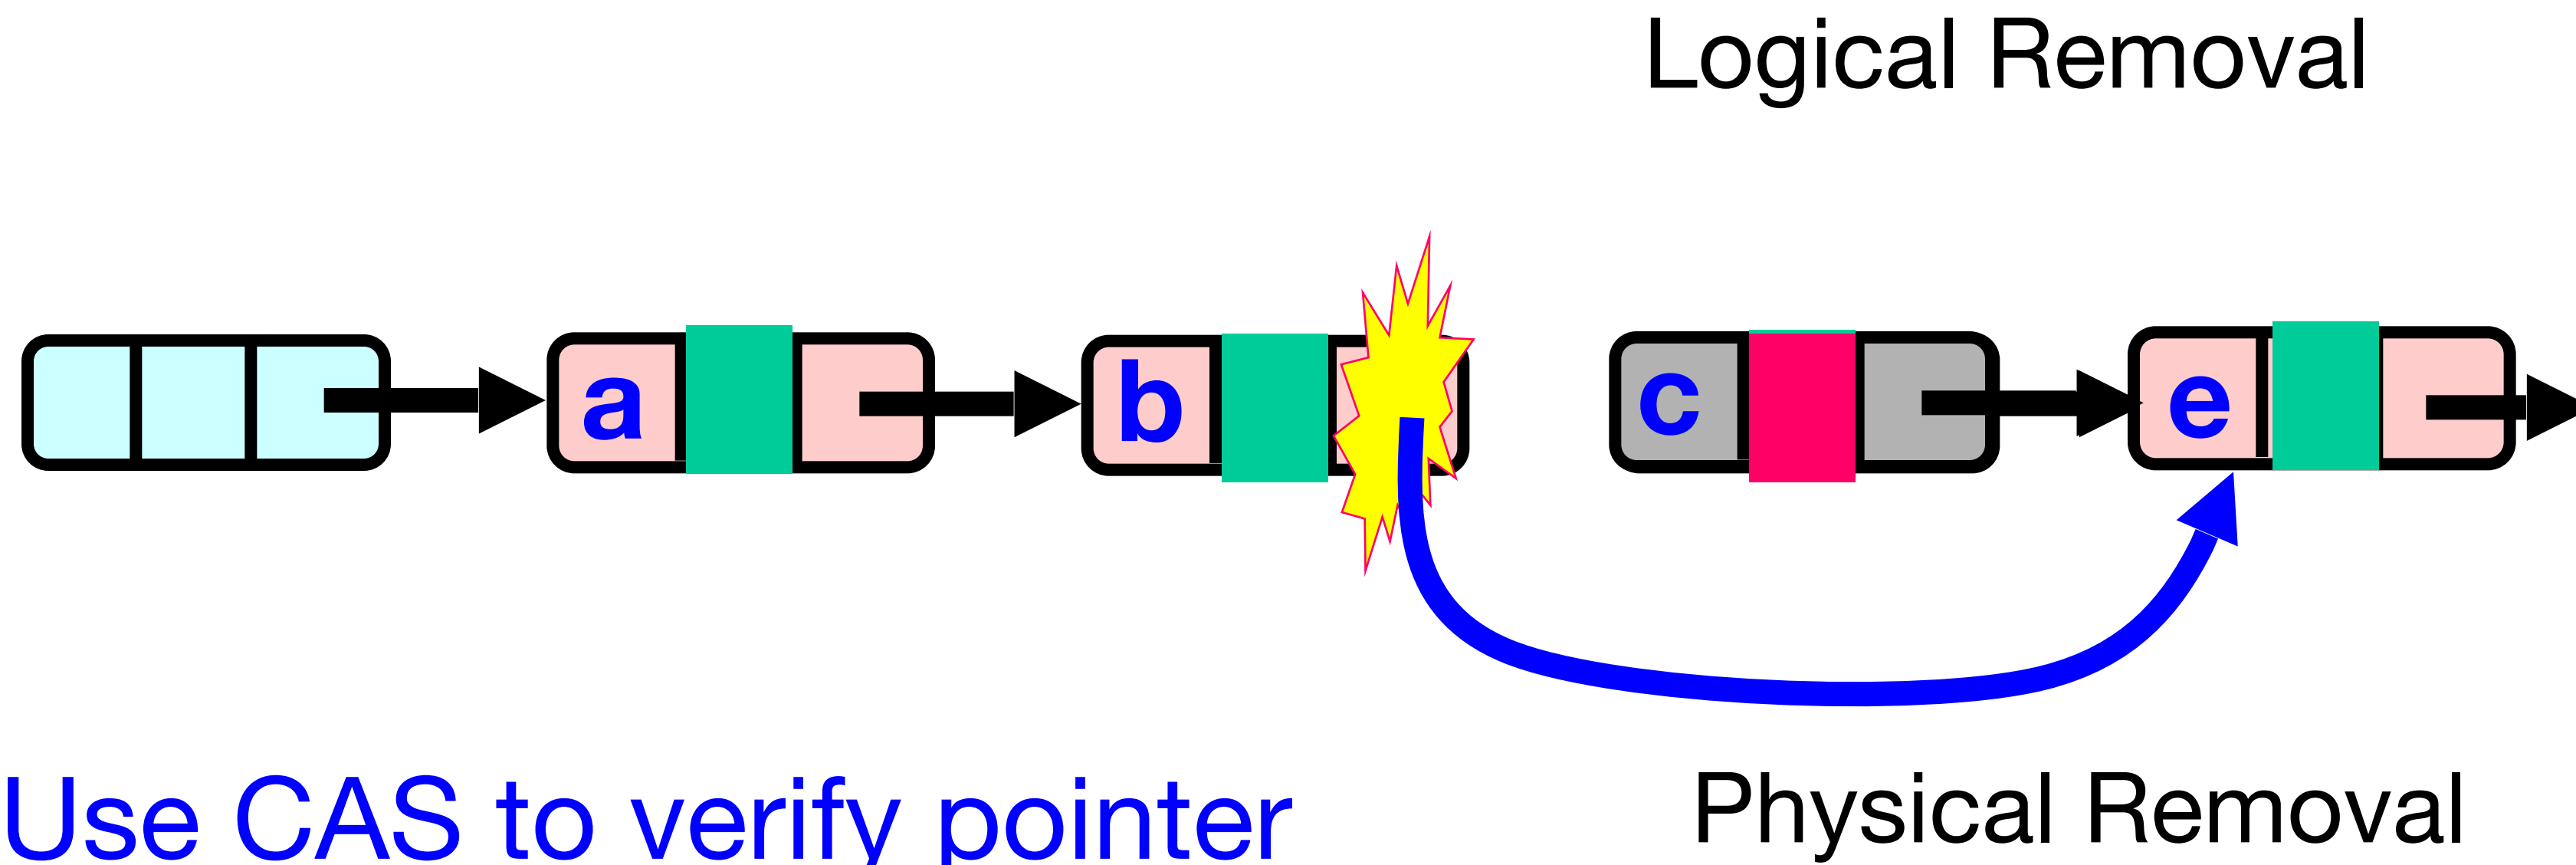 Logical Removal
a
b
c
e
Use CAS to verify pointer
Physical Removal